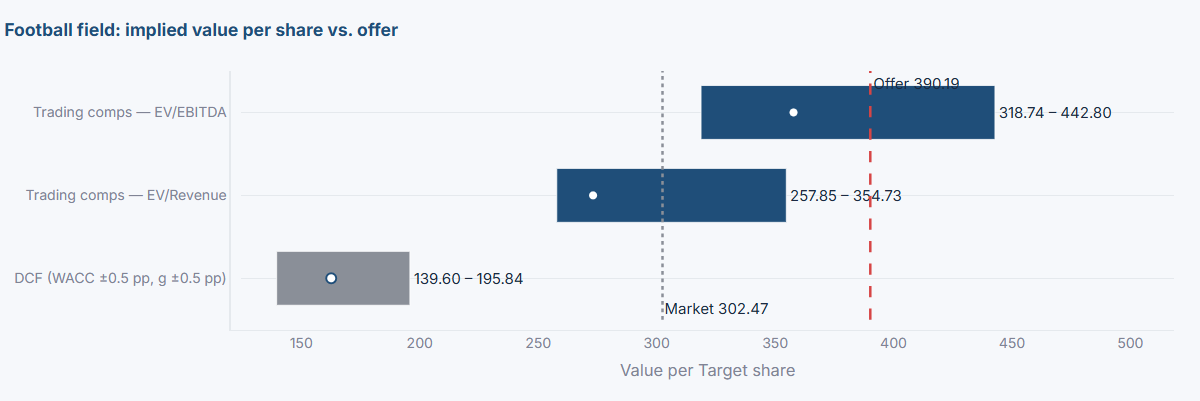 Football field: implied value per share vs. offer
Offer 390.19
Trading comps — EV/EBITDA
318.74 – 442.80
Trading comps — EV/Revenue
257.85 – 354.73
DCF (WACC ±0.5 pp, g ±0.5 pp)
139.60 – 195.84
Market 302.47
150 200 250 300 350 400 450 500
Value per Target share